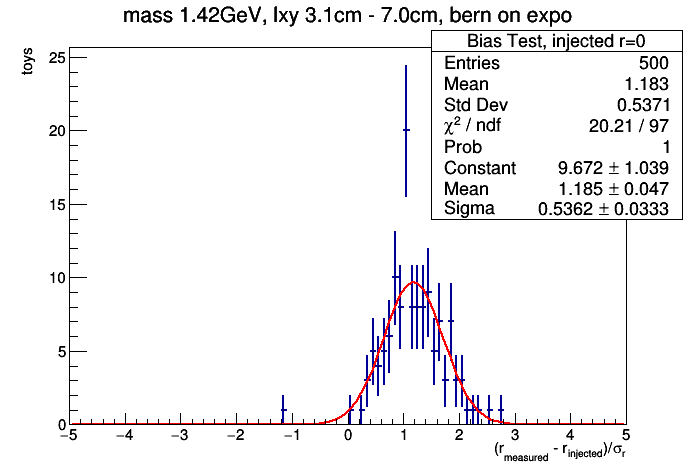 mass 1.42GeV, lxy 3.1cm - 7.0cm, bern on expo
Bias Test, injected r=0
Entries 500
Mean 1.183
Std Dev 0.5371
χ² / ndf 20.21 / 97
Prob 1
Constant 9.672 ± 1.039
Mean 1.185 ± 0.047
Sigma 0.5362 ± 0.0333
toys
25
20
15
10
5
0
−5 −4 −3 −2 −1 0 1 2 3 4 5
(r_measured - r_injected)/σ_r